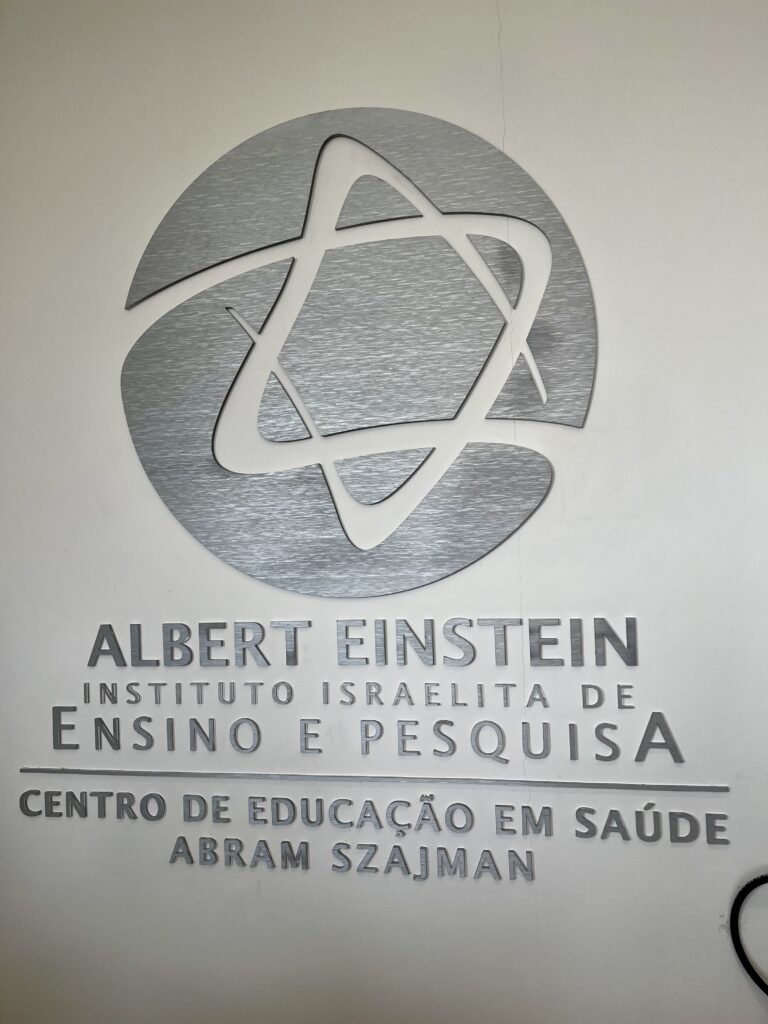 ALBERT EINSTEIN
INSTITUTO ISRAELITA DE
ENSINO E PESQUISA
CENTRO DE EDUCAÇÃO EM SAÚDE
ABRAM SZAJMAN